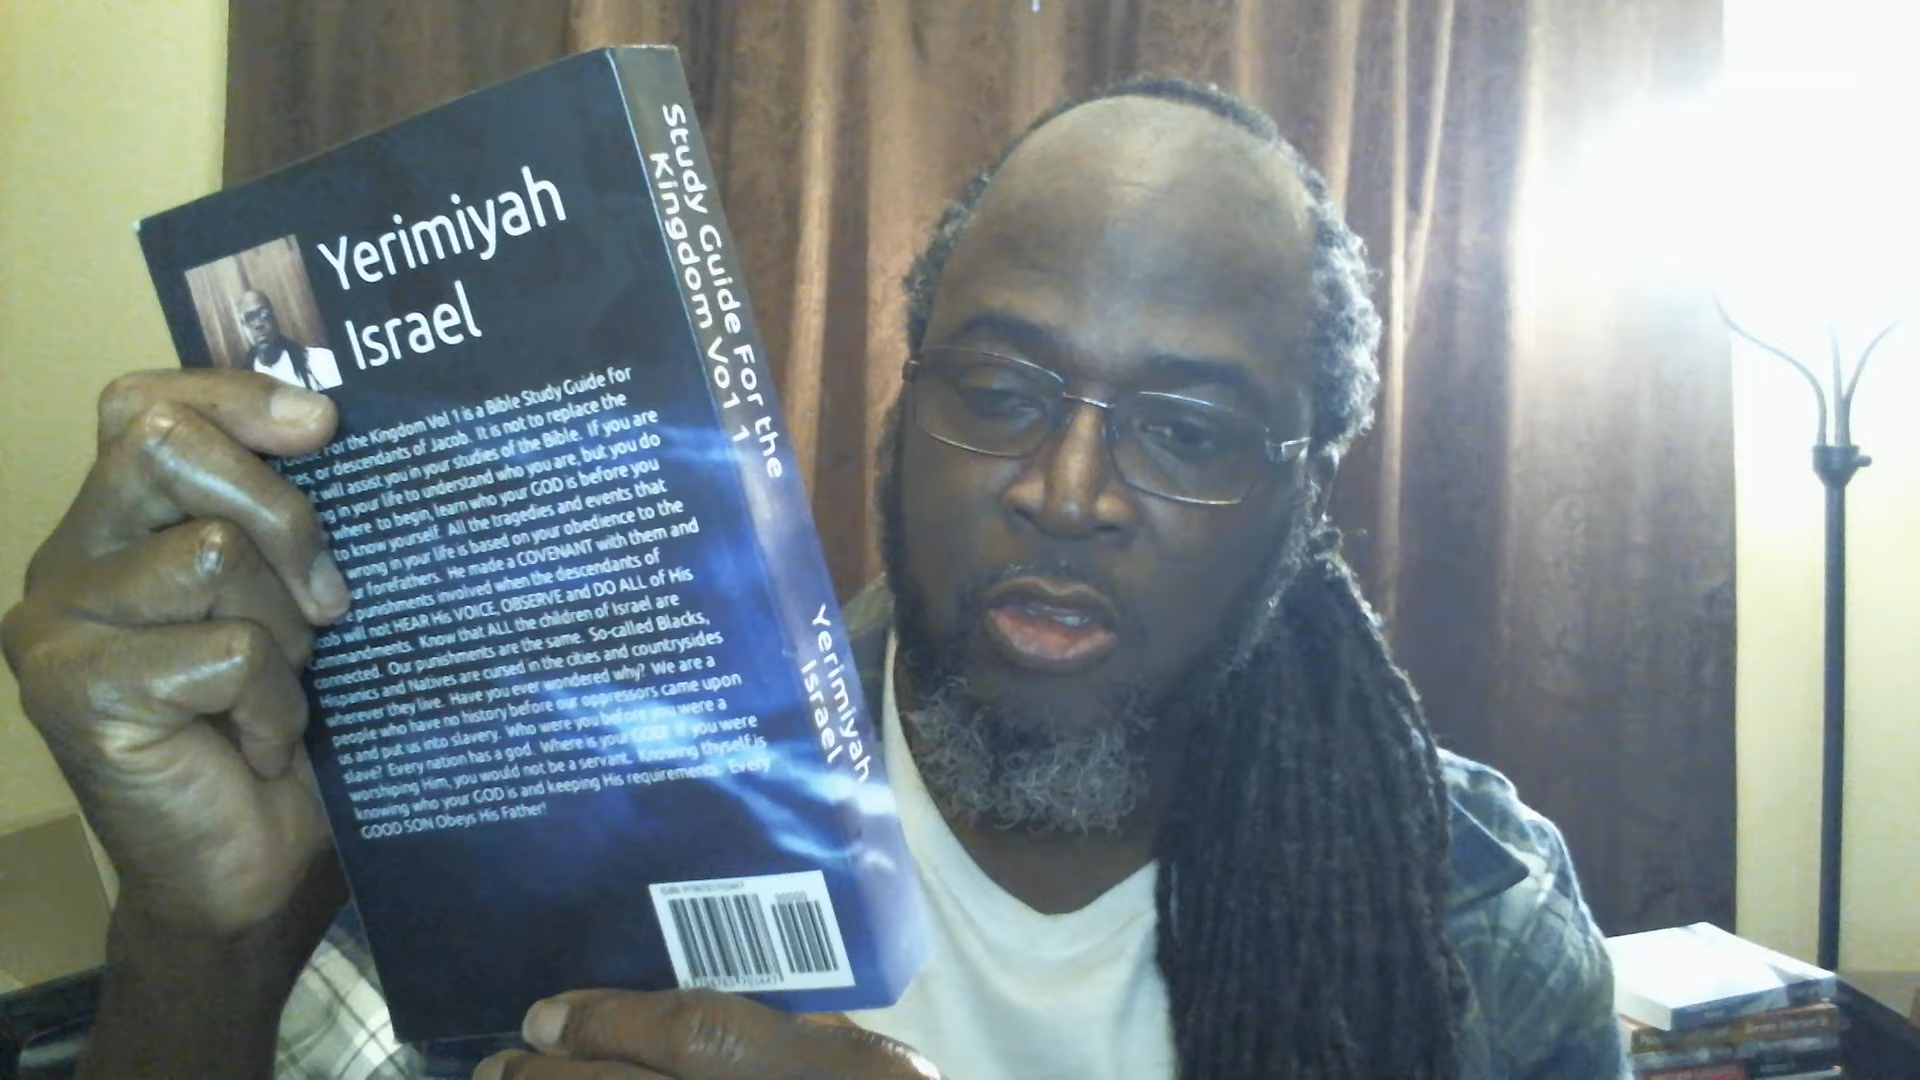 Yerimiyah
Israel
For the Kingdom Vol 1 is a Bible Study Guide for
or descendants of Jacob. It is not to replace the
will assist you in your studies of the Bible. If you are
in your life to understand who you are, but you do
where to begin, learn who your GOD is before you
to know yourself. All the tragedies and events that
wrong in your life is based on your obedience to the
forefathers. He made a COVENANT with them and
punishments involved when the descendants of
will not HEAR His VOICE, OBSERVE and DO ALL of His
Commandments. Know that ALL the children of Israel are
connected. Our punishments are the same. So-called Blacks,
Hispanics and Natives are cursed in the cities and countrysides
wherever they live. Have you ever wondered why? We are a
people who have no history before our oppressors came upon
us and put us into slavery. Who were you before you were a
slave? Every nation has a god. Where is your GOD? If you were
worshiping Him, you would not be a servant. Knowing thyself is
knowing who your GOD is and keeping His requirements. Every
GOOD SON Obeys His Father!
Study Guide For the
Kingdom Vol 1
Yerimiyah
Israel
90000